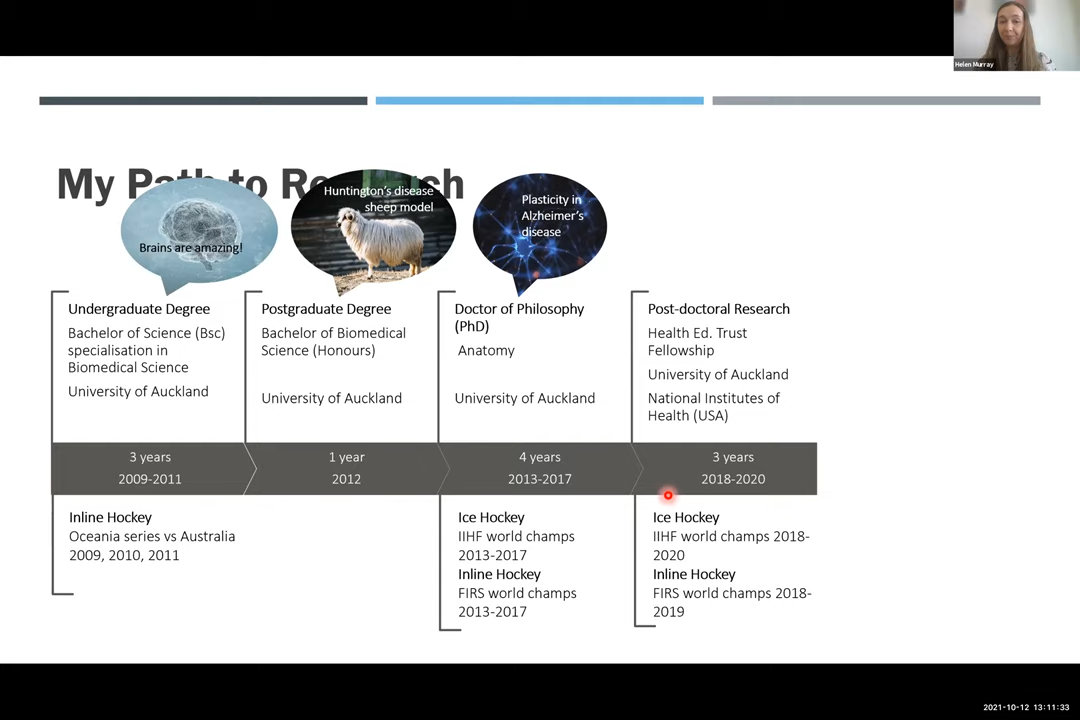 Helen Murray
My Path to Research
Brains are amazing!
Huntington's disease
sheep model
Plasticity in
Alzheimer's
disease
Undergraduate Degree
Bachelor of Science (Bsc)
specialisation in
Biomedical Science
University of Auckland
Postgraduate Degree
Bachelor of Biomedical
Science (Honours)
University of Auckland
Doctor of Philosophy
(PhD)
Anatomy
University of Auckland
Post-doctoral Research
Health Ed. Trust
Fellowship
University of Auckland
National Institutes of
Health (USA)
3 years
2009-2011
1 year
2012
4 years
2013-2017
3 years
2018-2020
Inline Hockey
Oceania series vs Australia
2009, 2010, 2011
Ice Hockey
IIHF world champs
2013-2017
Inline Hockey
FIRS world champs
2013-2017
Ice Hockey
IIHF world champs 2018-
2020
Inline Hockey
FIRS world champs 2018-
2019
2021-10-12 13:11:33